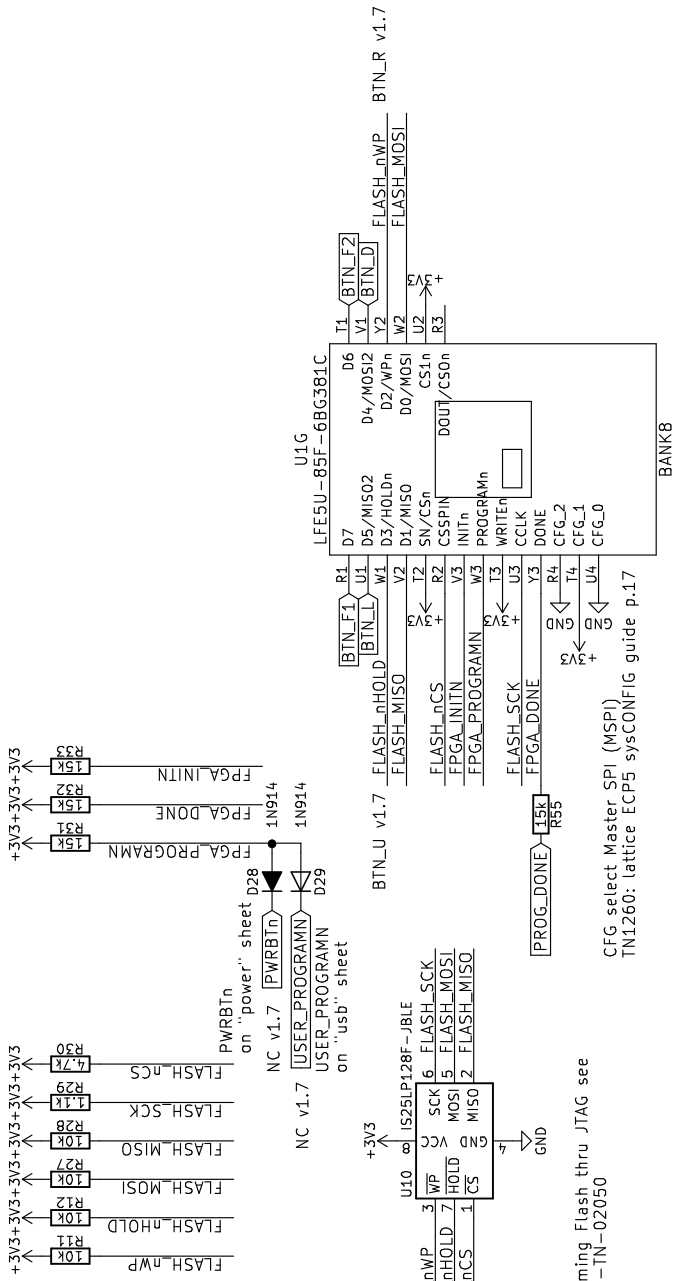 +3V3
+3V3
+3V3
+3V3
+3V3
+3V3
R11
10k
FLASH_nWP
R12
10k
FLASH_nHOLD
R27
10k
FLASH_MOSI
R28
10k
FLASH_MISO
R29
1.1k
FLASH_SCK
R30
4.7k
FLASH_nCS
+3V3
+3V3
+3V3
R31
15k
FPGA_PROGRAMN
R32
15k
FPGA_DONE
R33
15k
FPGA_INITN
PWRBTn
on "power" sheet
NC v1.7
PWRBTn
D28
1N914
NC v1.7
USER_PROGRAMN
D29
1N914
USER_PROGRAMN
on "usb" sheet
U10
IS25LP128F-JBLE
+3V3
8
VCC
nWP
3
WP
nHOLD
7
HOLD
nCS
1
CS
SCK
6
FLASH_SCK
MOSI
5
FLASH_MOSI
MISO
2
FLASH_MISO
GND
4
GND
ming Flash thru JTAG see
-TN-02050
U1G
LFE5U-85F-6BG381C
BTN_F1
R1
D7
BTN_L
U1
D5/MISO2
BTN_U v1.7
FLASH_nHOLD
W1
D3/HOLDn
FLASH_MISO
V2
D1/MISO
+3V3
T2
SN/CSn
FLASH_nCS
R2
CSSPIN
FPGA_INITN
V3
INITn
FPGA_PROGRAMN
W3
PROGRAMn
+3V3
T3
WRITEn
FLASH_SCK
U3
CCLK
PROG_DONE
15k
R55
FPGA_DONE
Y3
DONE
GND
R4
CFG_2
+3V3
T4
CFG_1
GND
U4
CFG_0
D6
T1
BTN_F2
D4/MOSI2
V1
BTN_D
D2/WPn
Y2
FLASH_nWP
BTN_R v1.7
D0/MOSI
W2
FLASH_MOSI
CS1n
U2
+3V3
DOUT/CSOn
R3
BANK8
CFG select Master SPI (MSPI)
TN1260: lattice ECP5 sysCONFIG guide p.17